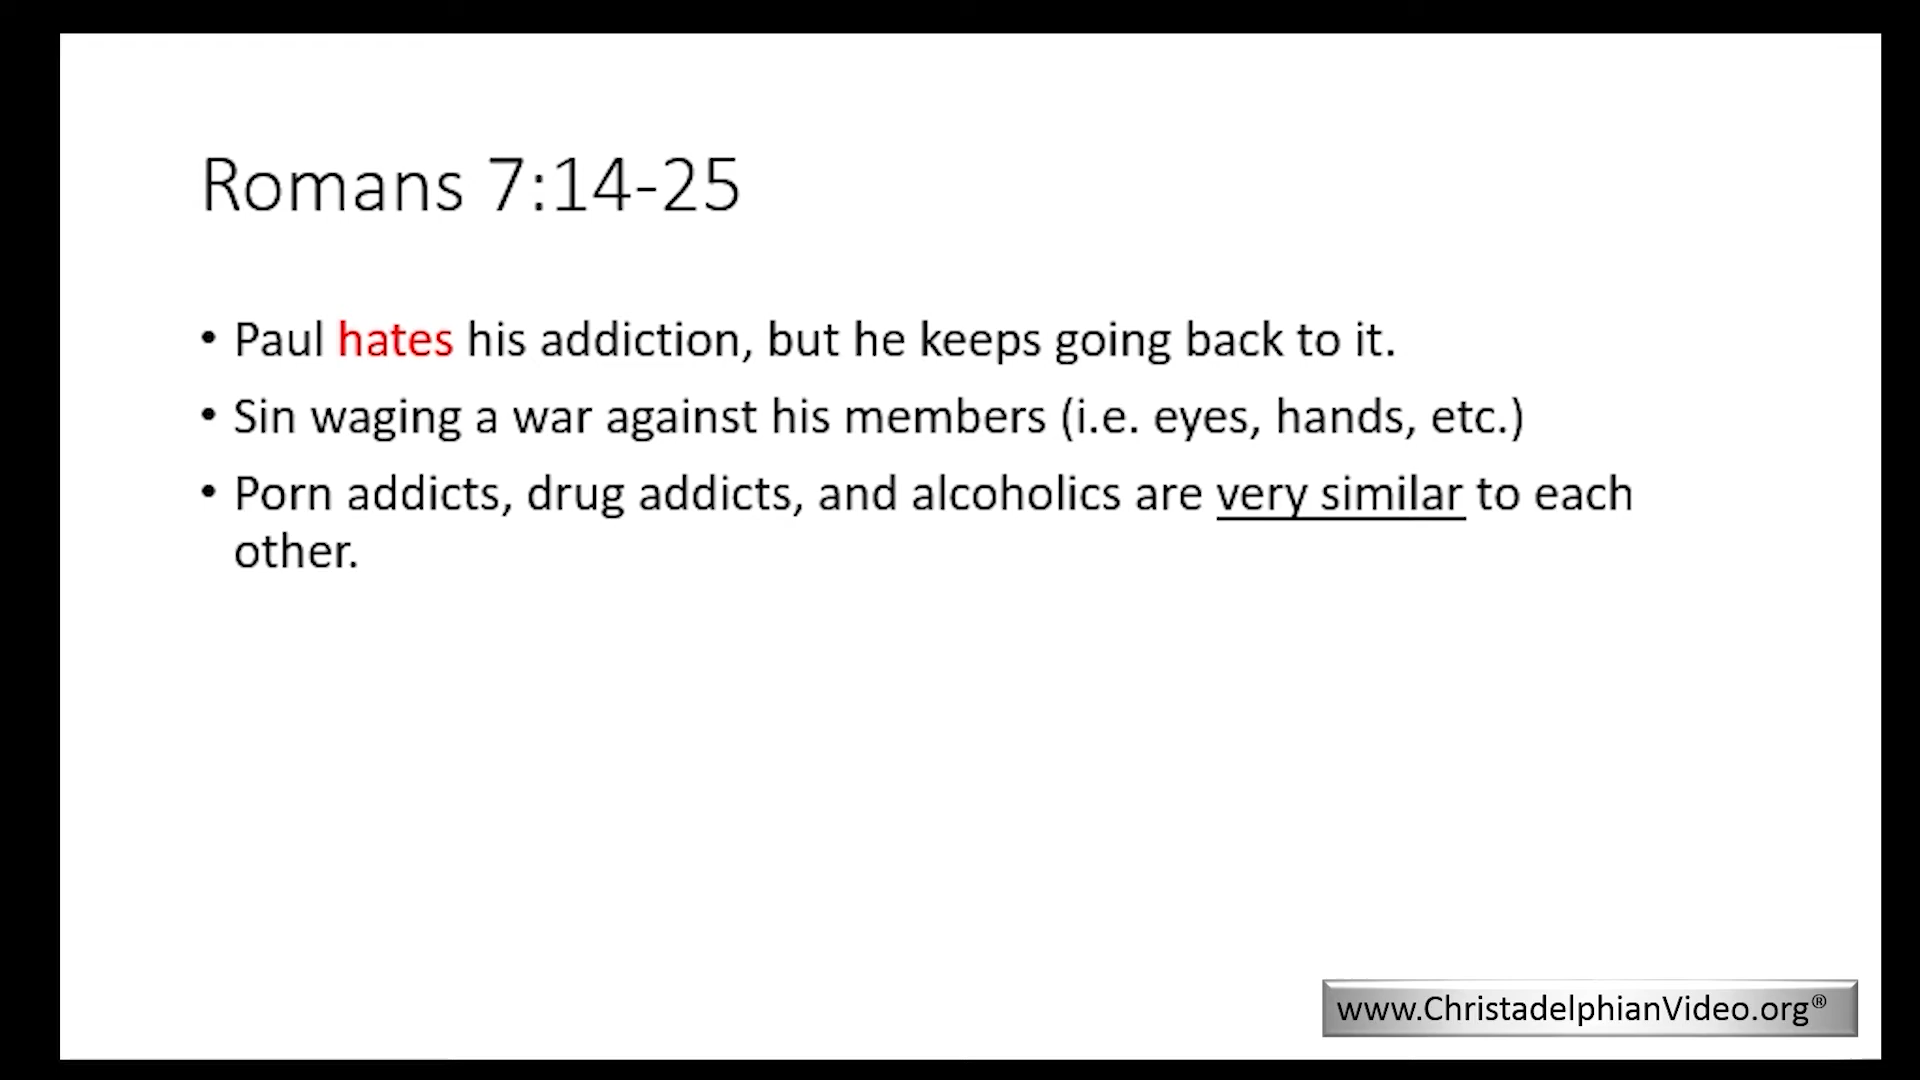 Romans 7:14-25
• Paul hates his addiction, but he keeps going back to it.
• Sin waging a war against his members (i.e. eyes, hands, etc.)
• Porn addicts, drug addicts, and alcoholics are very similar to each
other.
www.ChristadelphianVideo.org®